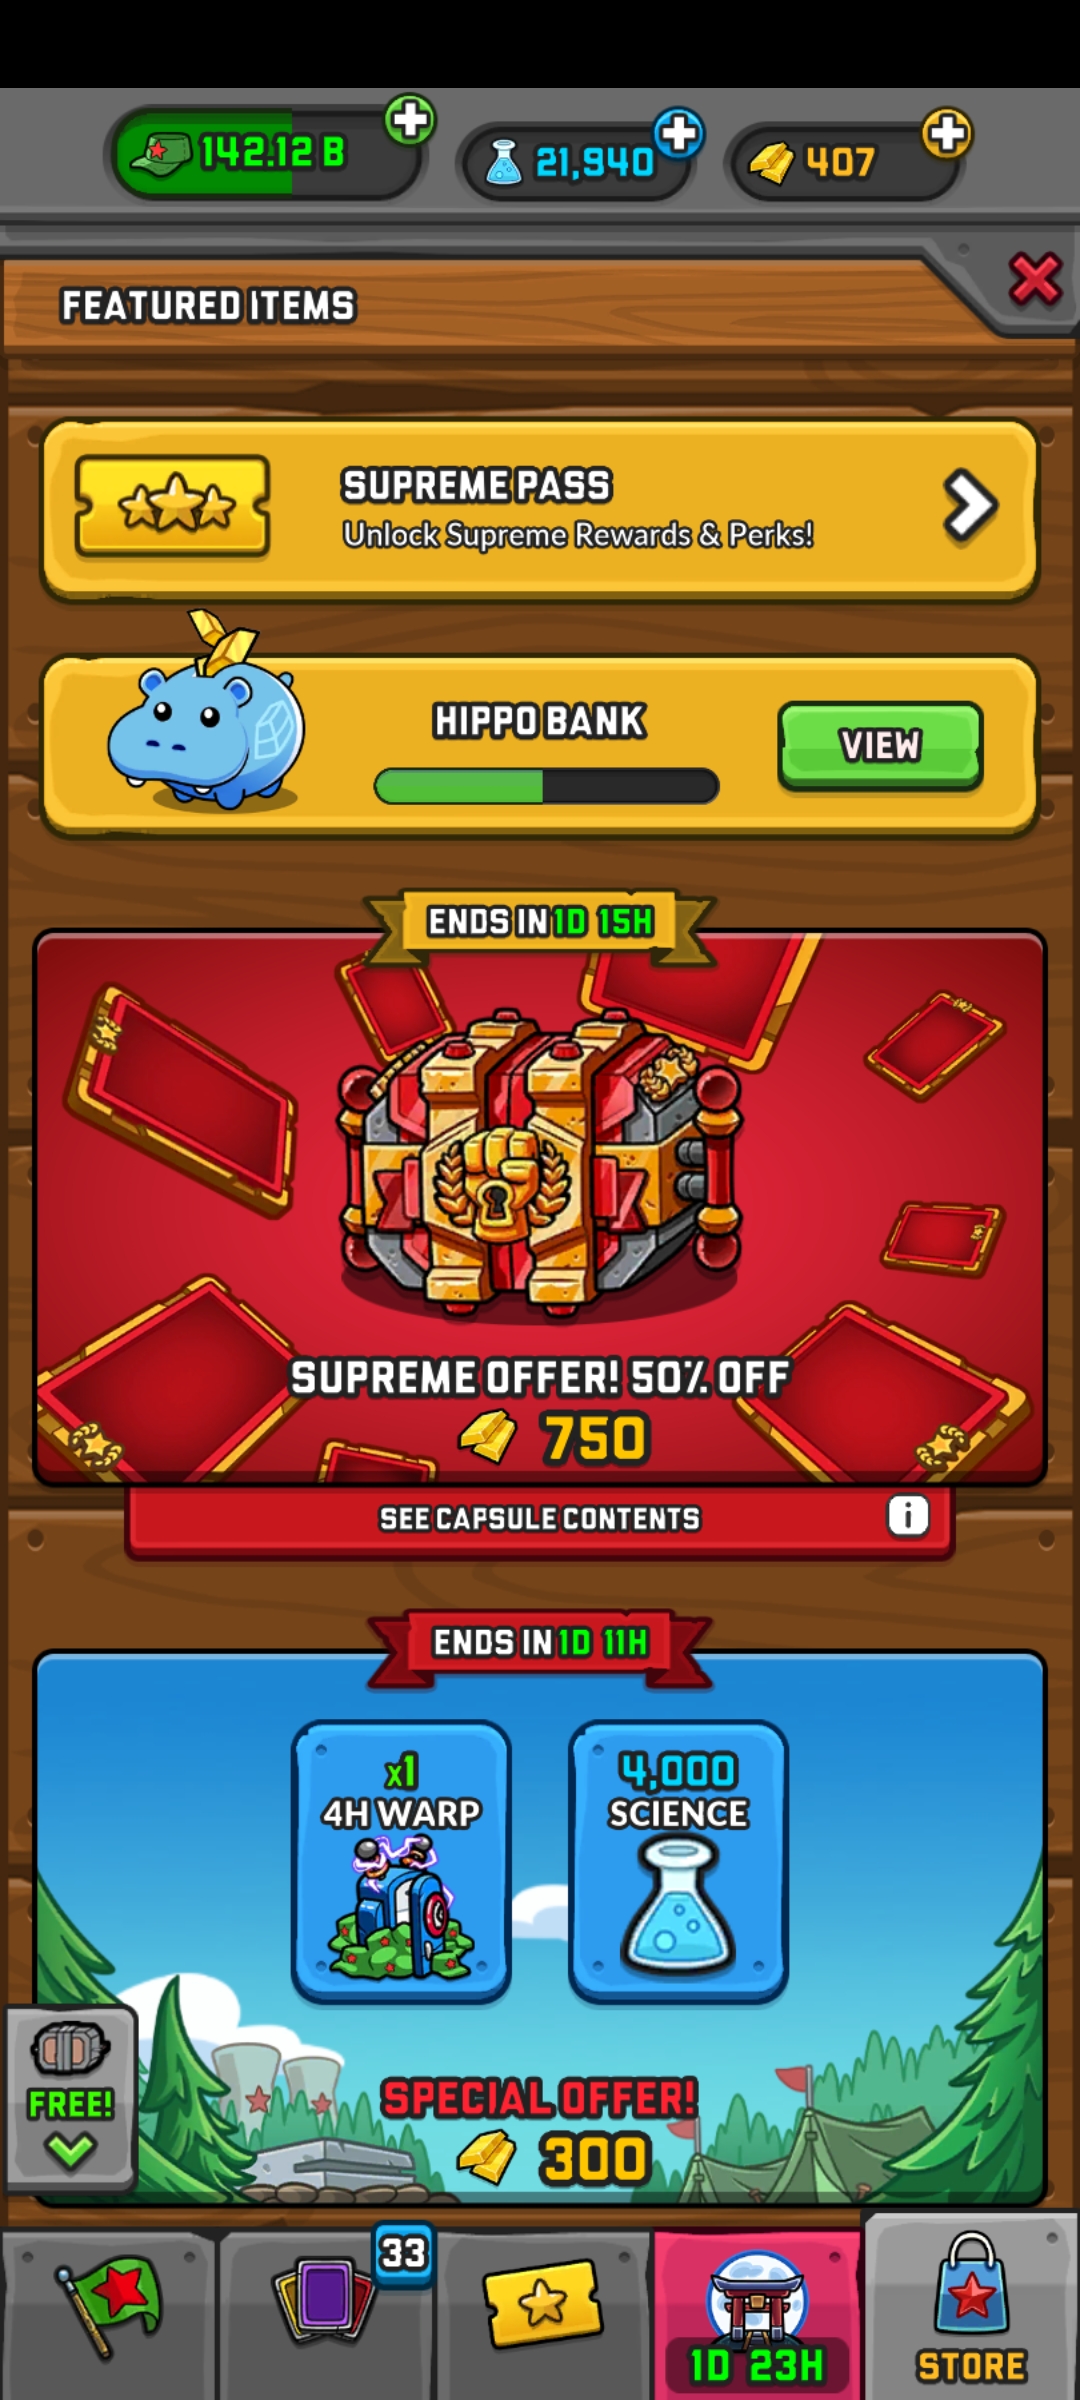 142.12 B
21,940
407
FEATURED ITEMS
SUPREME PASS
Unlock Supreme Rewards & Perks!
HIPPO BANK
VIEW
ENDS IN 1D 15H
SUPREME OFFER! 50% OFF
750
SEE CAPSULE CONTENTS
i
ENDS IN 1D 11H
x1
4H WARP
4,000
SCIENCE
FREE!
SPECIAL OFFER!
300
33
1D 23H
STORE